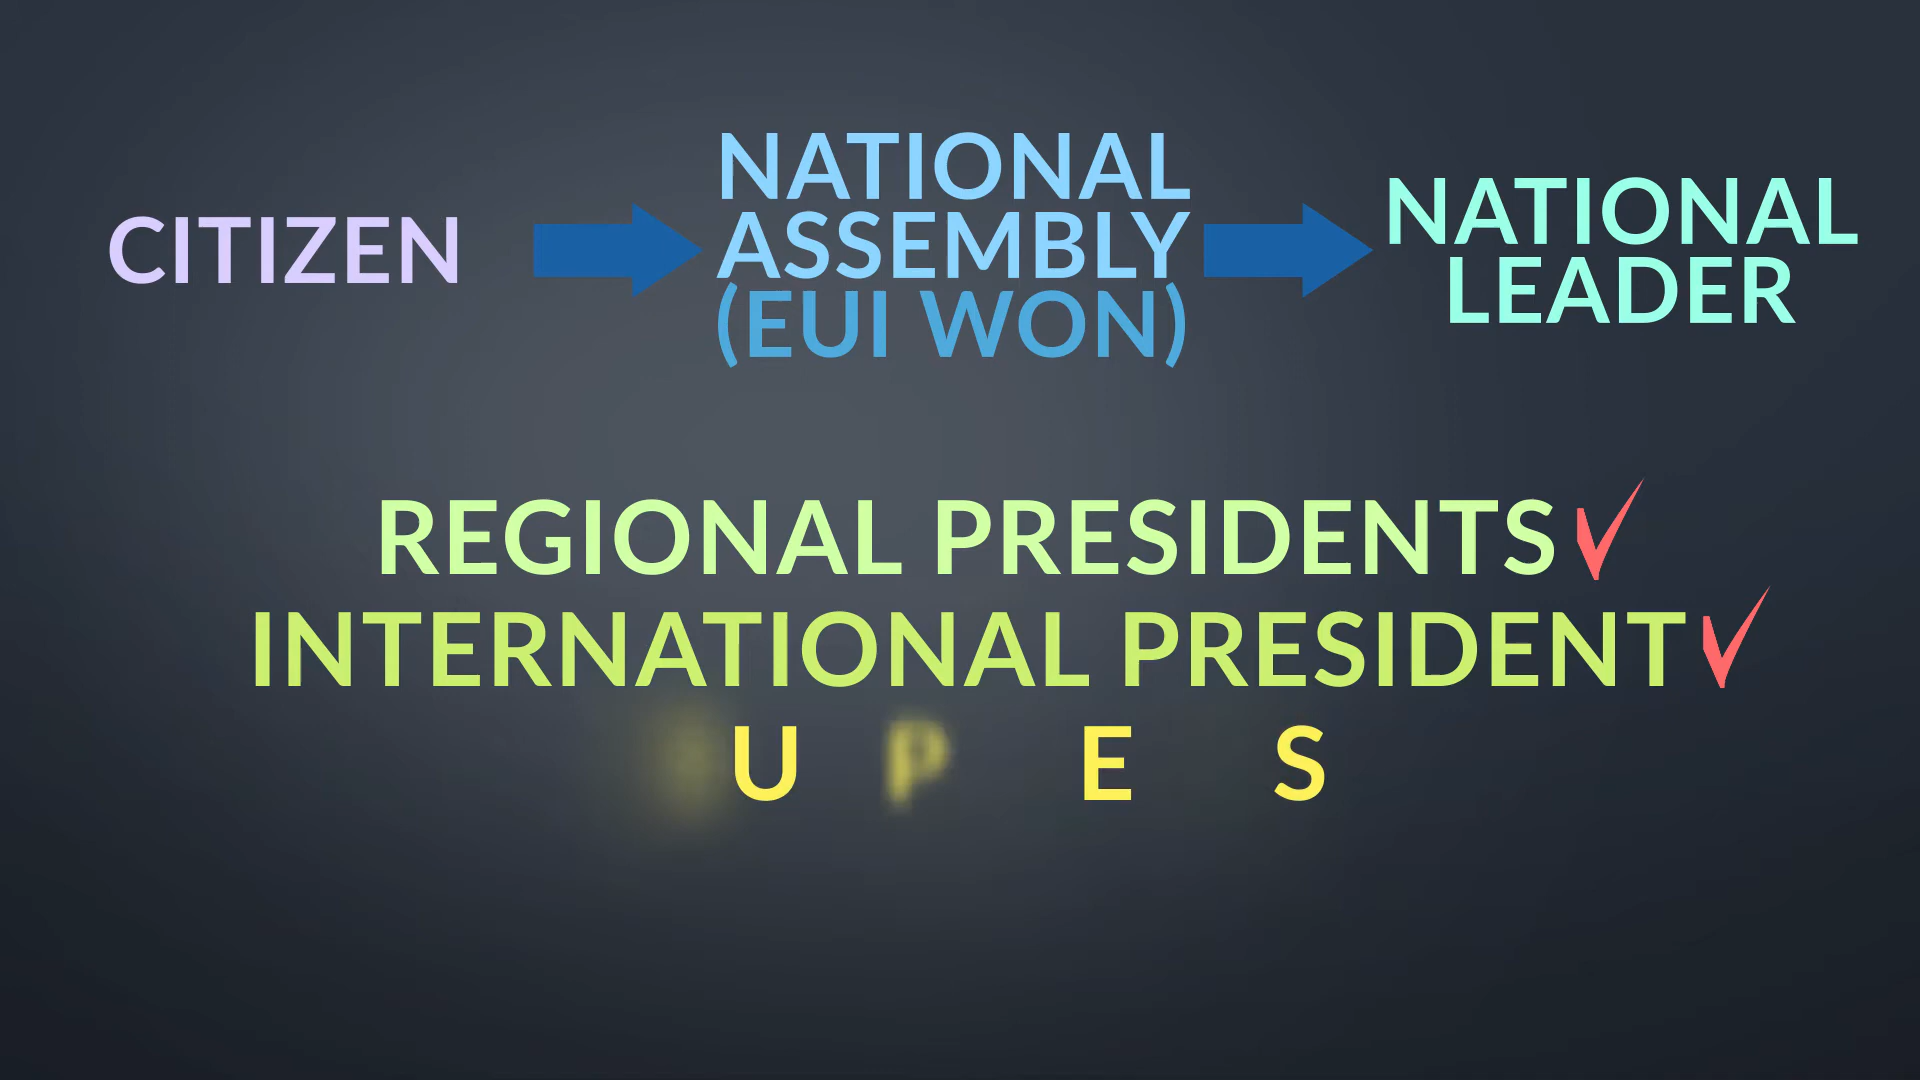 CITIZEN
NATIONAL
ASSEMBLY
(EUI WON)
NATIONAL
LEADER
REGIONAL PRESIDENTS
INTERNATIONAL PRESIDENT
U P E S